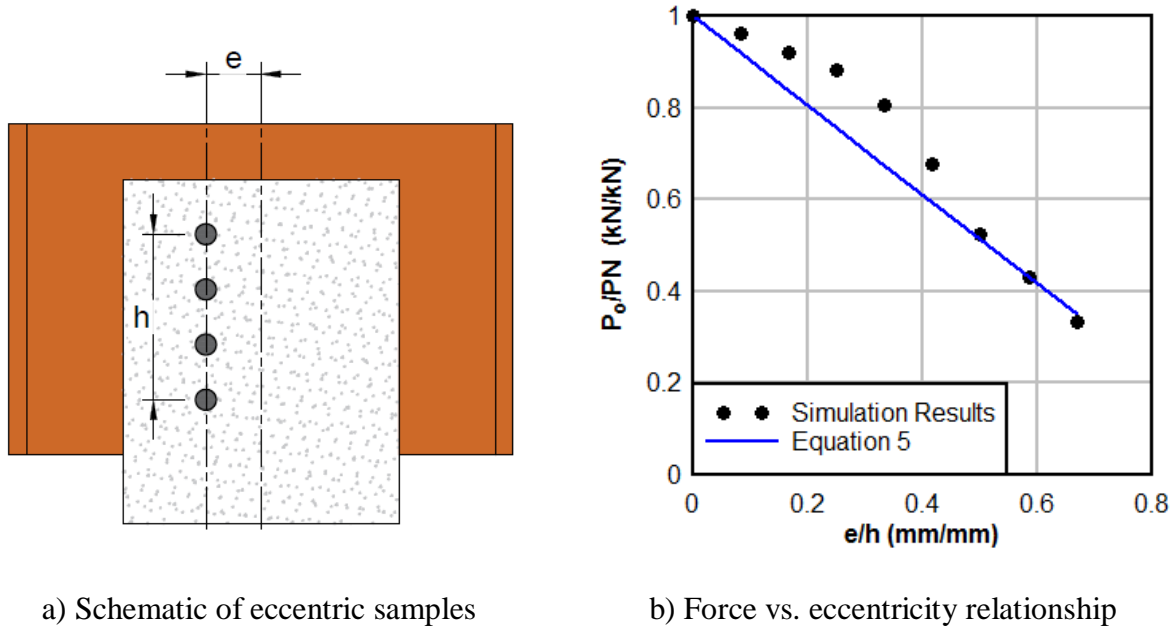 e
h
1
0.8
0.6
0.4
0.2
0
P₀/PN (kN/kN)
Simulation Results
Equation 5
0 0.2 0.4 0.6 0.8
e/h (mm/mm)
a) Schematic of eccentric samples
b) Force vs. eccentricity relationship